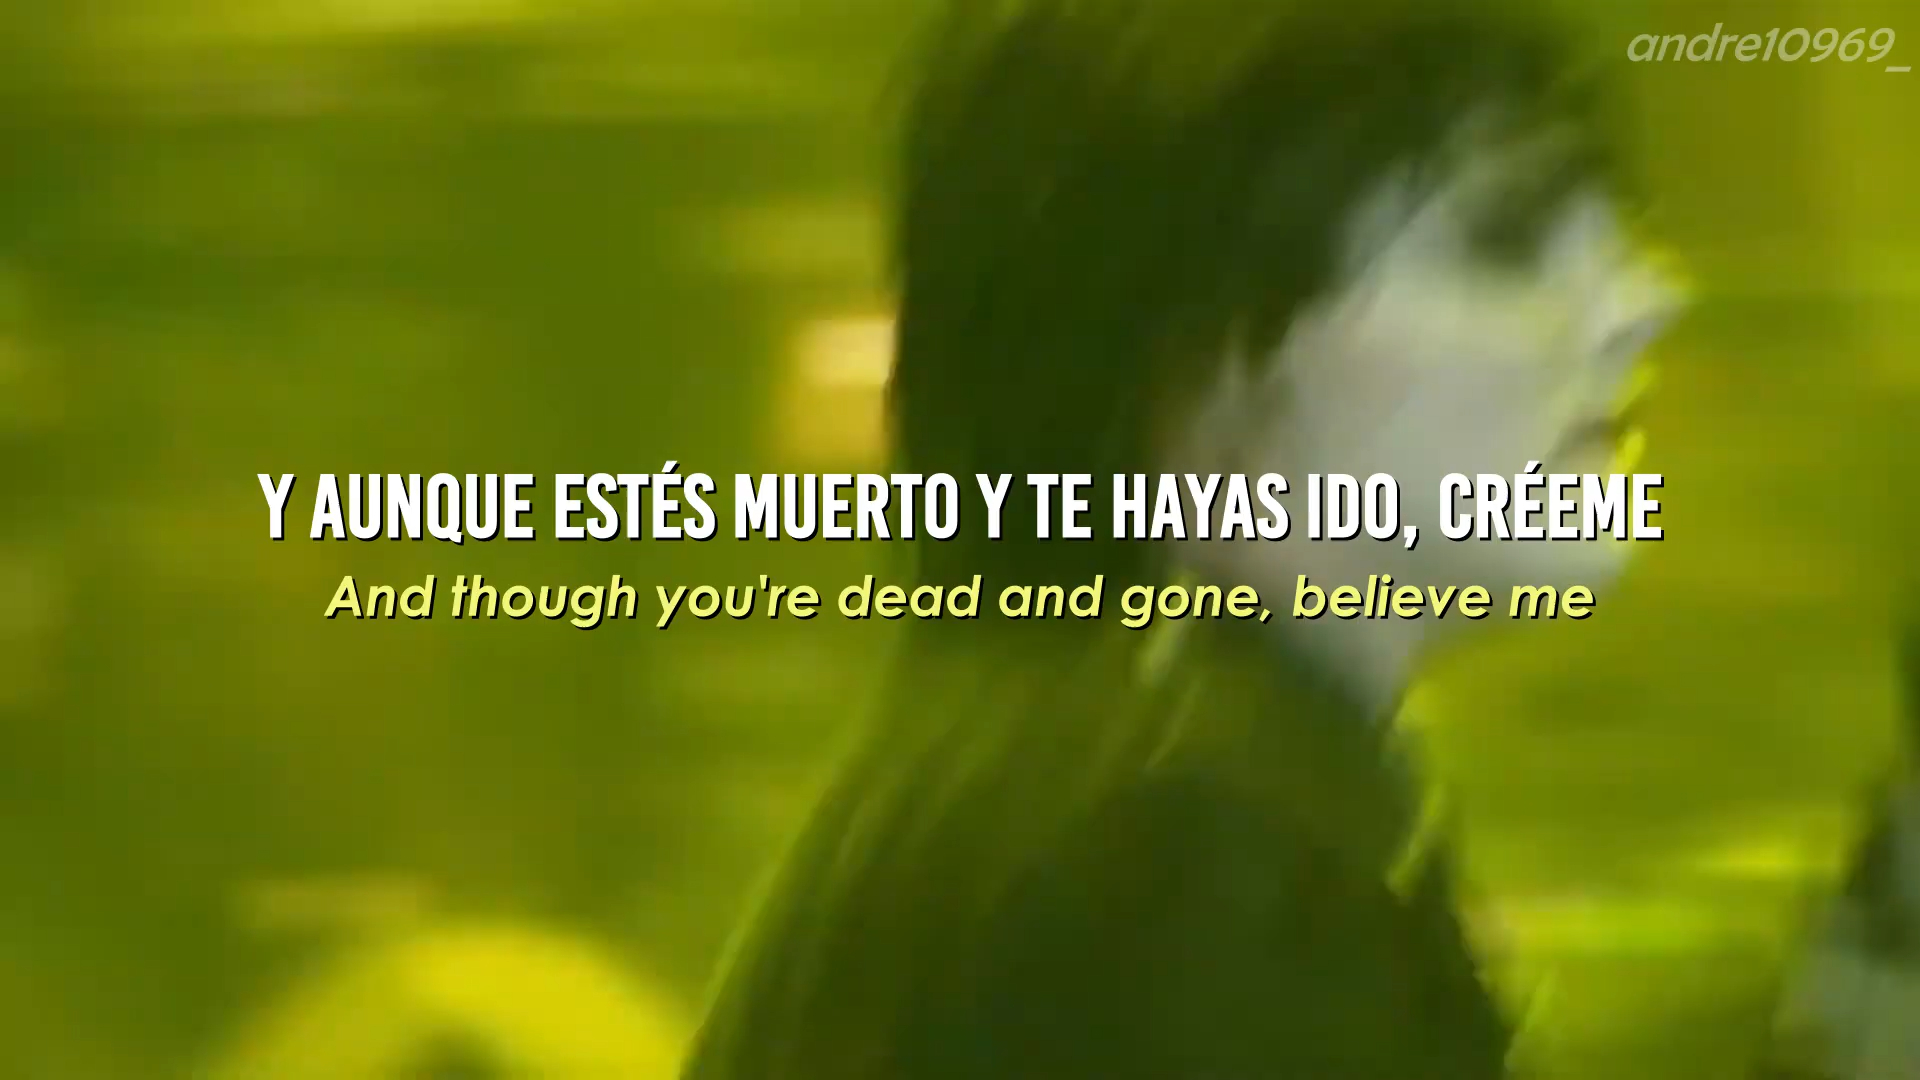 andre10969_
Y AUNQUE ESTÉS MUERTO Y TE HAYAS IDO, CRÉEME
And though you're dead and gone, believe me